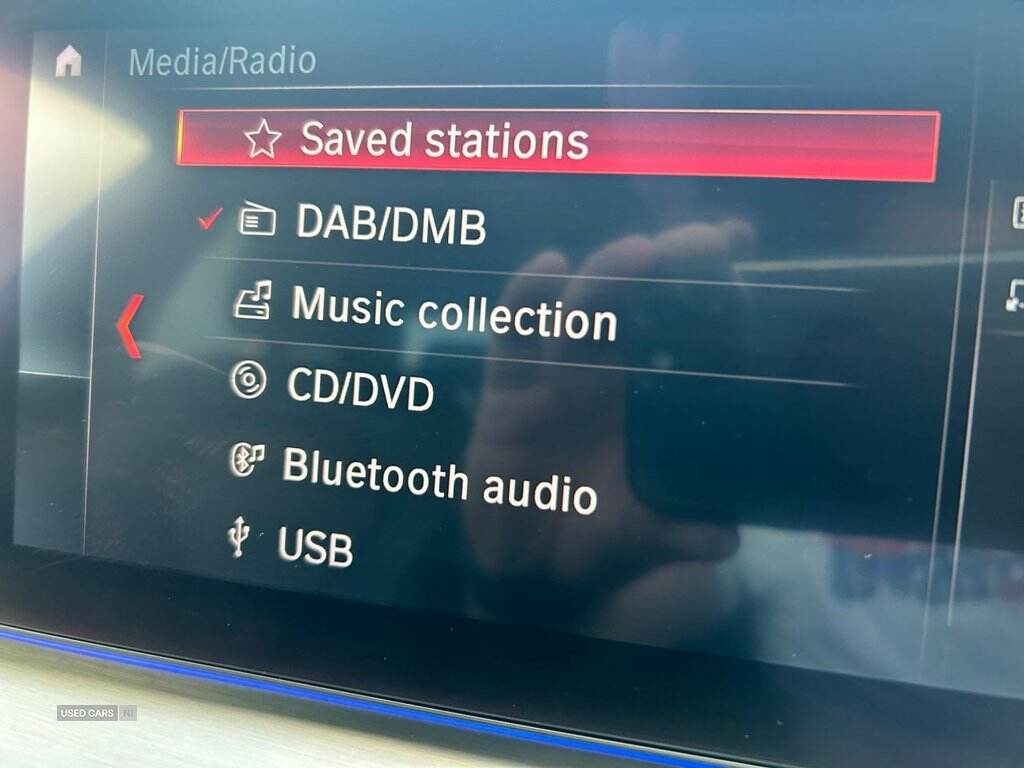 Media/Radio
Saved stations
DAB/DMB
Music collection
CD/DVD
Bluetooth audio
USB
USED CARS NI